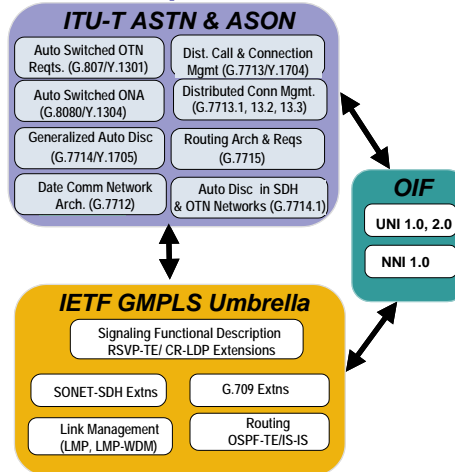 ITU-T ASTN & ASON
Auto Switched OTN
Reqts. (G.807/Y.1301)
Dist. Call & Connection
Mgmt (G.7713/Y.1704)
Auto Switched ONA
(G.8080/Y.1304)
Distributed Conn Mgmt.
(G.7713.1, 13.2, 13.3)
Generalized Auto Disc
(G.7714/Y.1705)
Routing Arch & Reqs
(G.7715)
Date Comm Network
Arch. (G.7712)
Auto Disc in SDH
& OTN Networks (G.7714.1)
OIF
UNI 1.0, 2.0
NNI 1.0
IETF GMPLS Umbrella
Signaling Functional Description
RSVP-TE/ CR-LDP Extensions
SONET-SDH Extns
G.709 Extns
Link Management
(LMP, LMP-WDM)
Routing
OSPF-TE/IS-IS